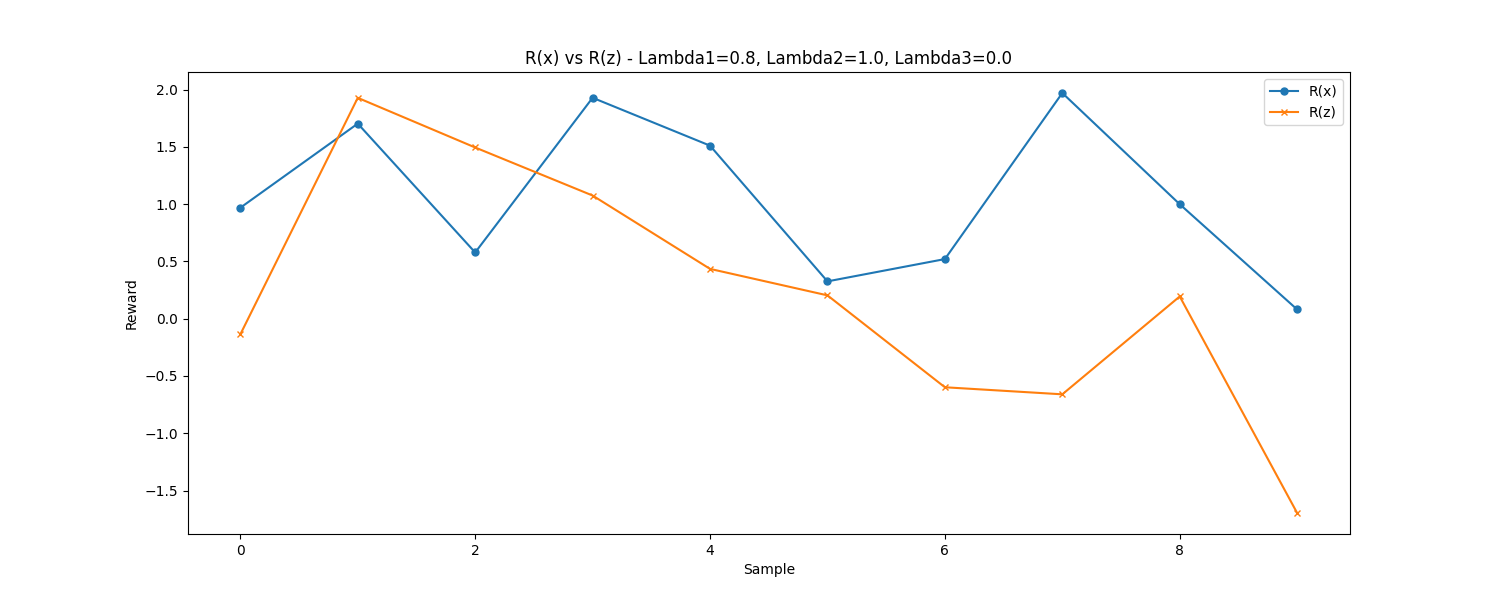 R(x) vs R(z) - Lambda1=0.8, Lambda2=1.0, Lambda3=0.0
R(x)
R(z)
2.0
1.5
1.0
0.5
0.0
−0.5
−1.0
−1.5
Reward
0 2 4 6 8
Sample